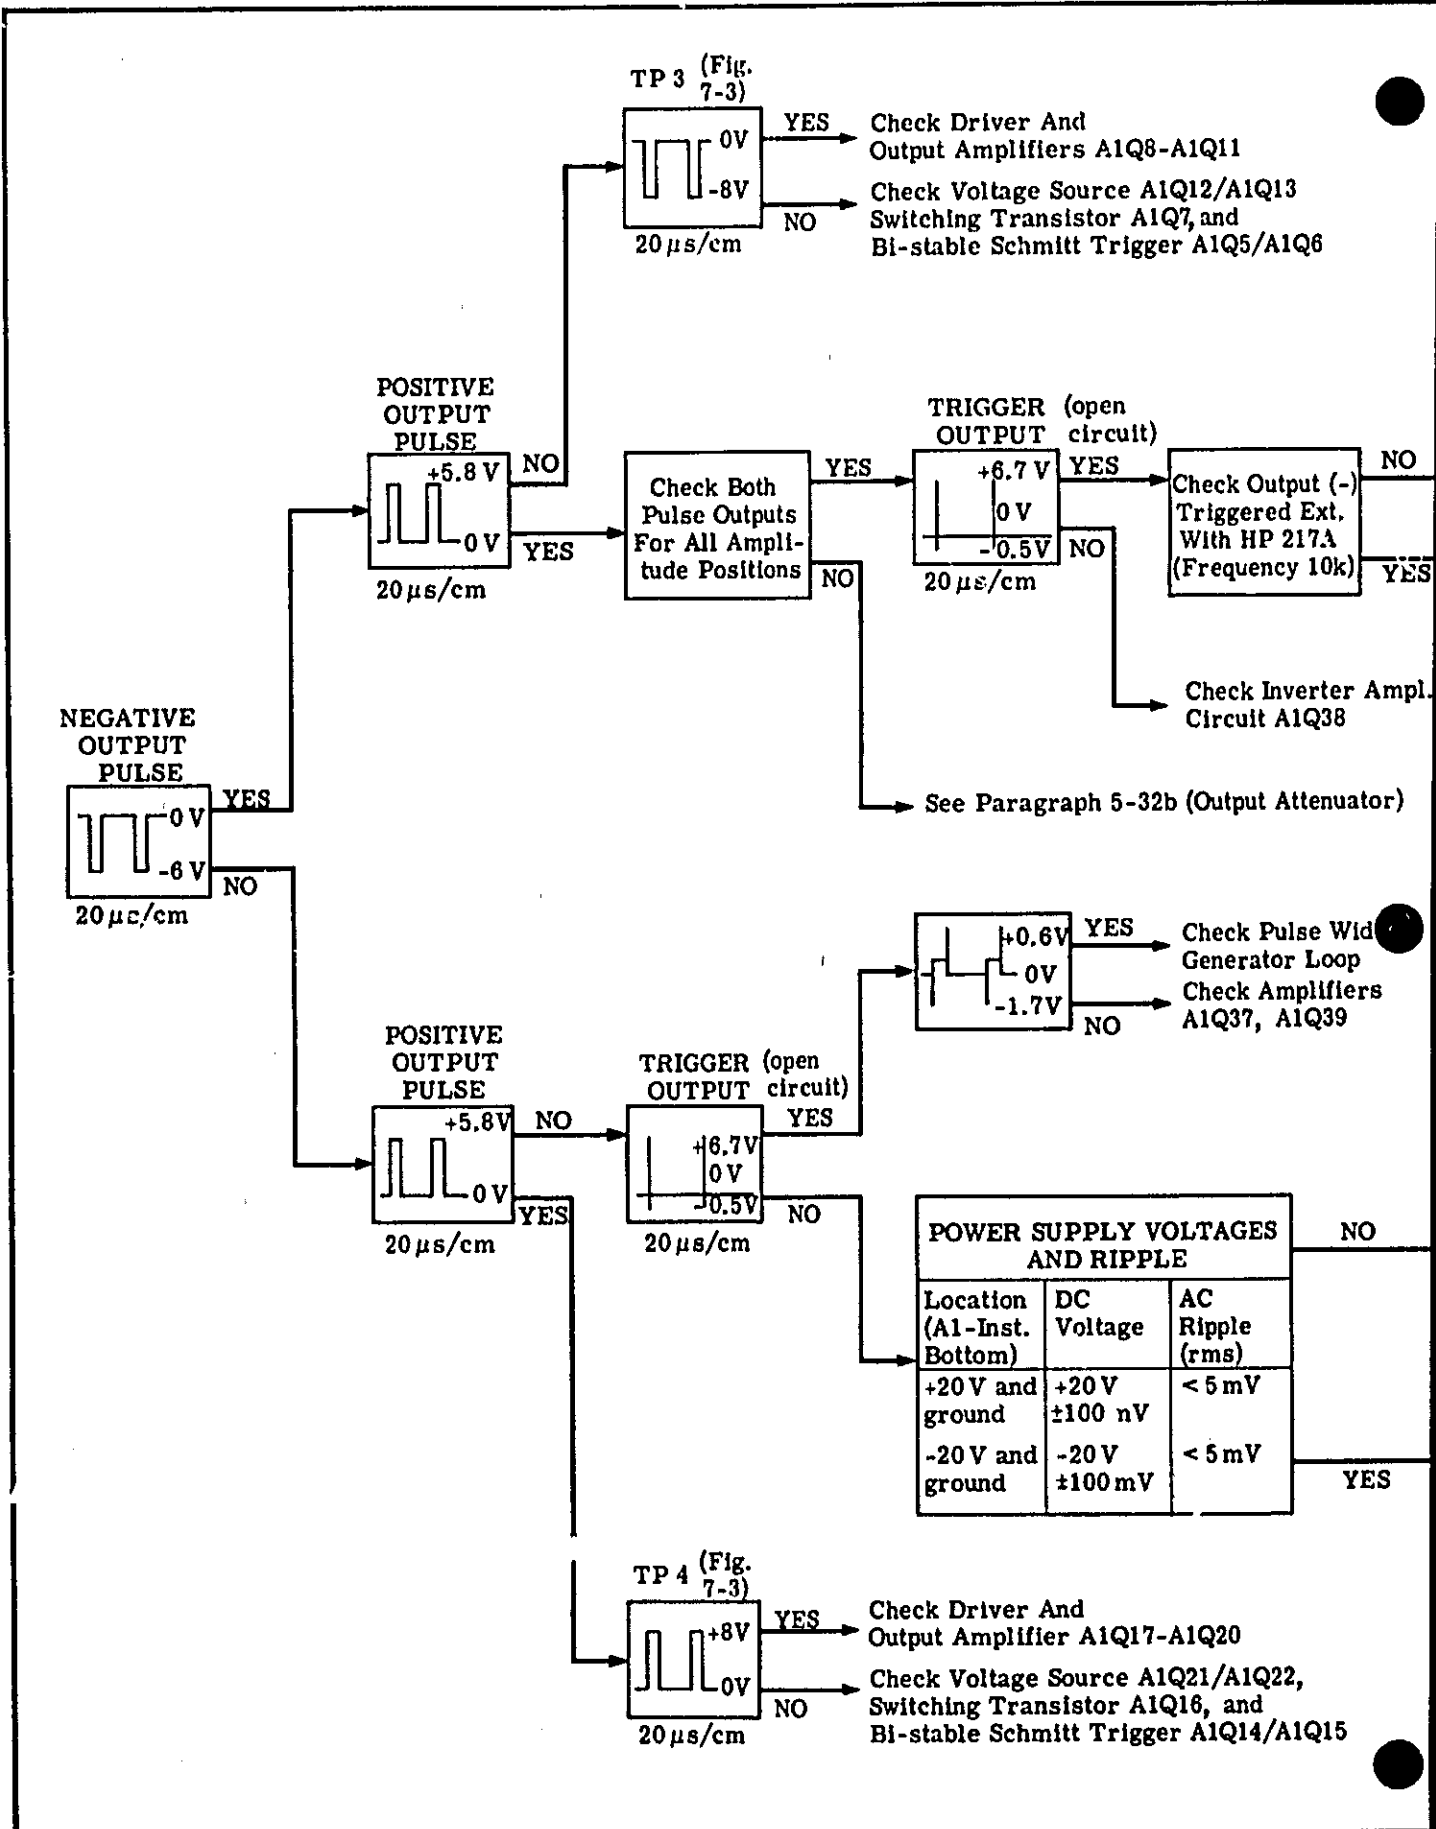 TP 3 (Fig.
7-3)
0V
-8V
20 μs/cm
YES
NO
Check Driver And
Output Amplifiers A1Q8-A1Q11
Check Voltage Source A1Q12/A1Q13
Switching Transistor A1Q7, and
Bi-stable Schmitt Trigger A1Q5/A1Q6
POSITIVE
OUTPUT
PULSE
+5.8 V
0 V
20 μs/cm
NO
YES
Check Both
Pulse Outputs
For All Ampli-
tude Positions
YES
NO
TRIGGER (open
OUTPUT circuit)
+6.7 V
0 V
-0.5V
20 μs/cm
YES
NO
Check Output (-)
Triggered Ext.
With HP 217A
(Frequency 10k)
NO
YES
Check Inverter Ampl.
Circuit A1Q38
See Paragraph 5-32b (Output Attenuator)
NEGATIVE
OUTPUT
PULSE
0 V
-6 V
20 μs/cm
YES
NO
+0.6V
0V
-1.7V
YES
NO
Check Pulse Wid
Generator Loop
Check Amplifiers
A1Q37, A1Q39
POSITIVE
OUTPUT
PULSE
+5.8V
0V
20 μs/cm
NO
YES
TRIGGER (open
OUTPUT circuit)
+6.7V
0 V
-0.5V
20 μs/cm
YES
NO
POWER SUPPLY VOLTAGES
AND RIPPLE
Location
(A1-Inst.
Bottom)
DC
Voltage
AC
Ripple
(rms)
+20 V and
ground
+20 V
±100 nV
< 5 mV
-20 V and
ground
-20 V
±100 mV
< 5 mV
NO
YES
TP 4 (Fig.
7-3)
+8V
0V
20 μs/cm
YES
NO
Check Driver And
Output Amplifier A1Q17-A1Q20
Check Voltage Source A1Q21/A1Q22,
Switching Transistor A1Q16, and
Bi-stable Schmitt Trigger A1Q14/A1Q15